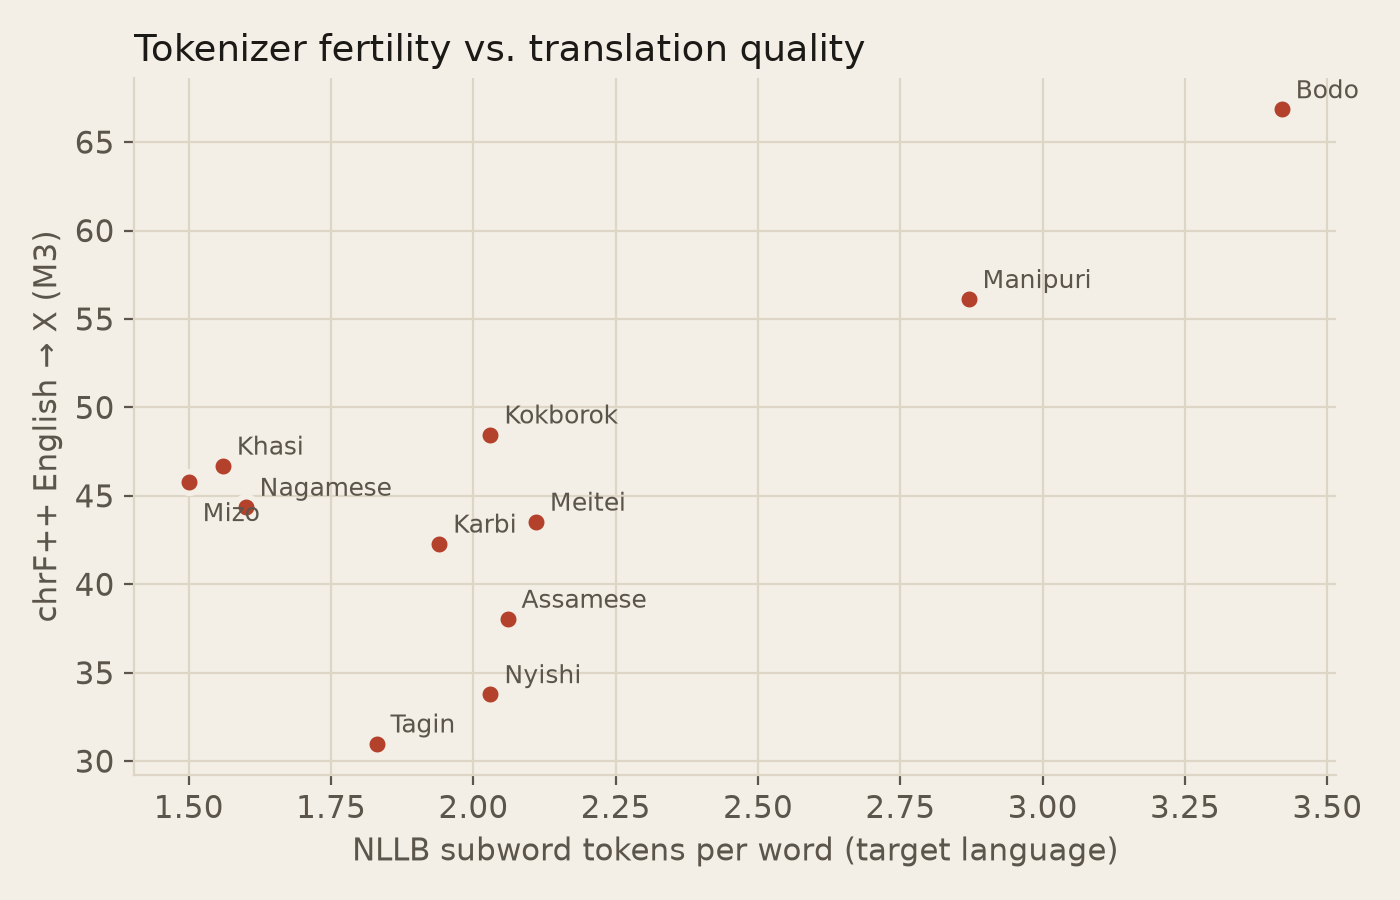 Tokenizer fertility vs. translation quality
Bodo
Manipuri
Kokborok
Khasi
Nagamese
Mizo
Meitei
Karbi
Assamese
Nyishi
Tagin
65
60
55
50
45
40
35
30
chrF++ English → X (M3)
1.50 1.75 2.00 2.25 2.50 2.75 3.00 3.25 3.50
NLLB subword tokens per word (target language)